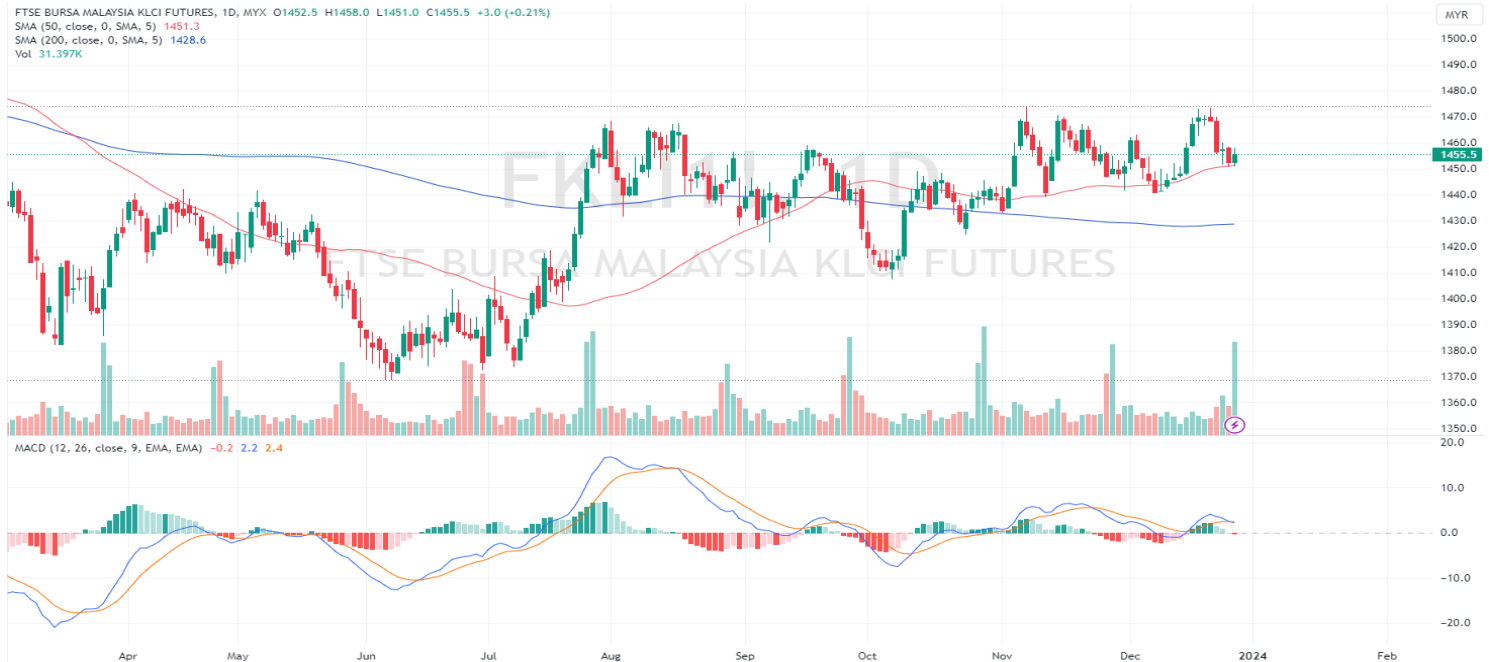 FTSE BURSA MALAYSIA KLCI FUTURES, 1D, MYX O1452.5 H1458.0 L1451.0 C1455.5 +3.0 (+0.21%)
MYR
SMA (50, close, 0, SMA, 5) 1451.3
SMA (200, close, 0, SMA, 5) 1428.6
Vol 31.397K
1500.0
1490.0
1480.0
1470.0
1460.0
1455.5
1450.0
1440.0
1430.0
1420.0
1410.0
1400.0
1390.0
1380.0
1370.0
1360.0
1350.0
FKLI1!, 1D
FTSE BURSA MALAYSIA KLCI FUTURES
MACD (12, 26, close, 9, EMA, EMA) −0.2 2.2 2.4
20.0
10.0
0.0
−10.0
−20.0
Apr May Jun Jul Aug Sep Oct Nov Dec 2024 Feb